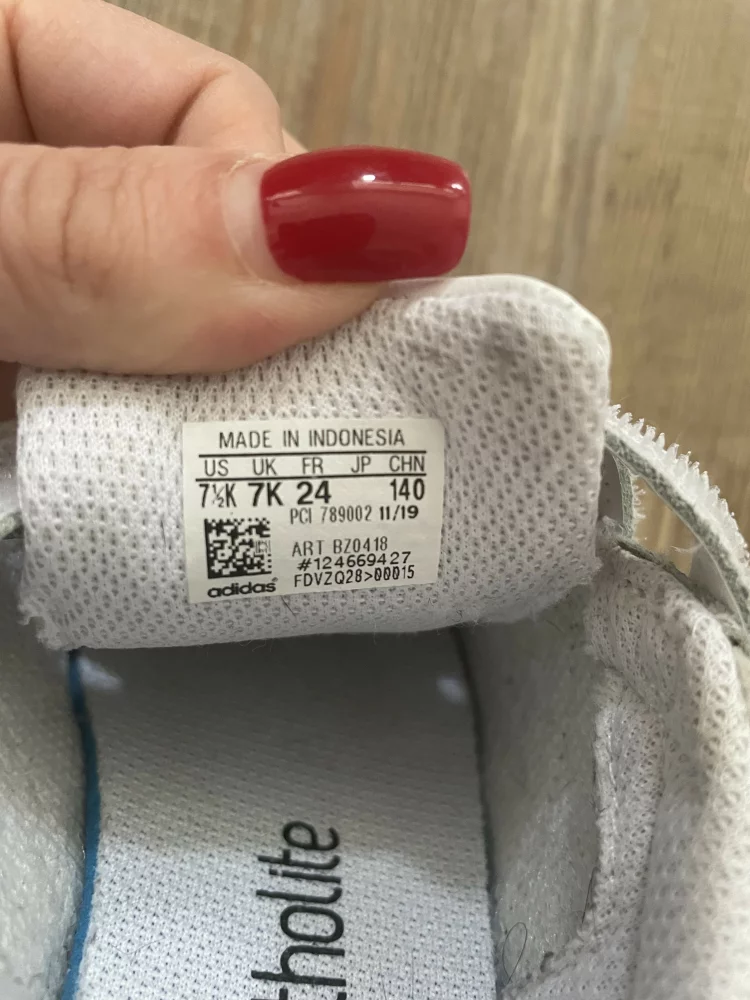 MADE IN INDONESIA
US UK FR JP CHN
7½K 7K 24 140
PCI 789002 11/19
ART BZ0418
#124669427
FDVZQ28>00015
adidas
tholite